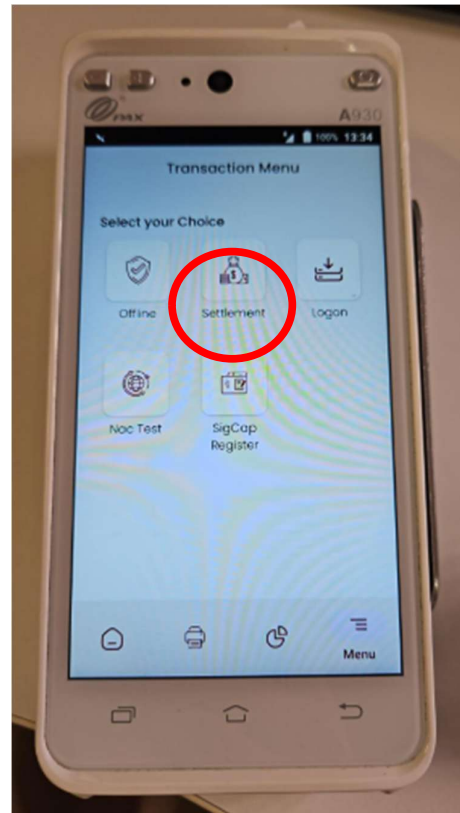 PAX
A930
100% 13:34
Transaction Menu
Select your Choice
Offline Settlement Logon
Noc Test SigCap
Register
Menu